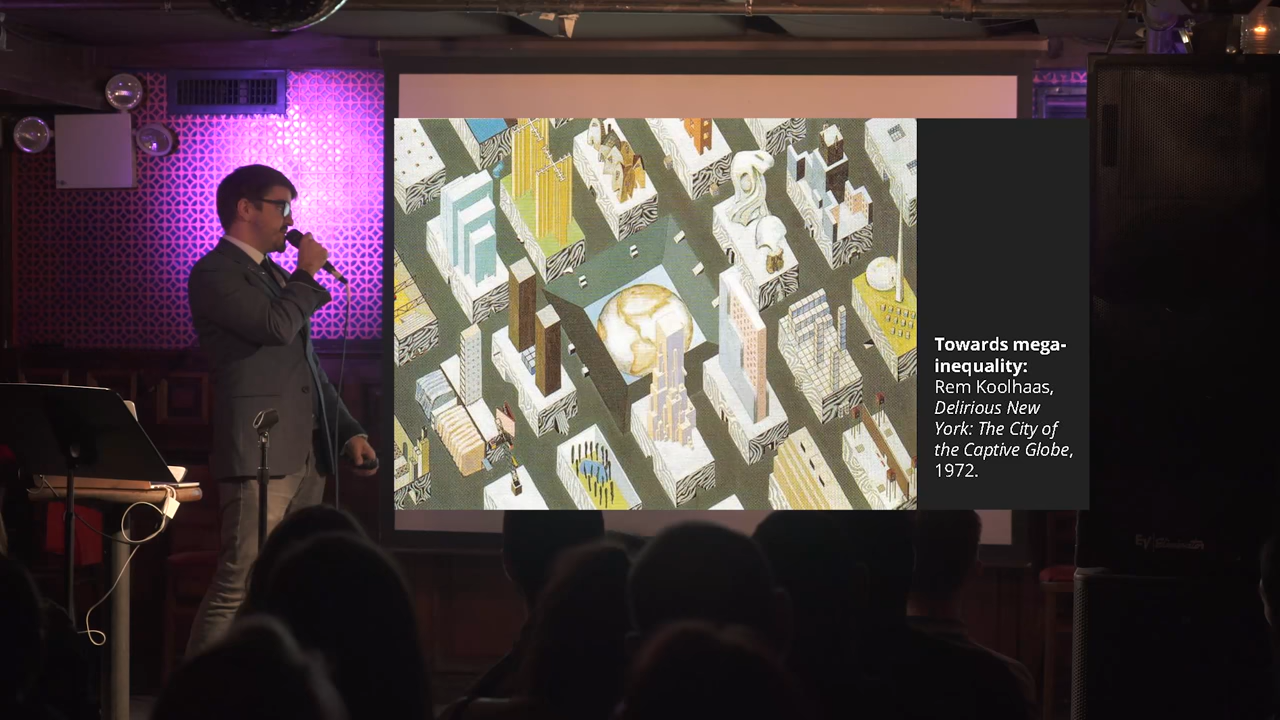 Towards mega-
inequality:
Rem Koolhaas,
Delirious New
York: The City of
the Captive Globe,
1972.